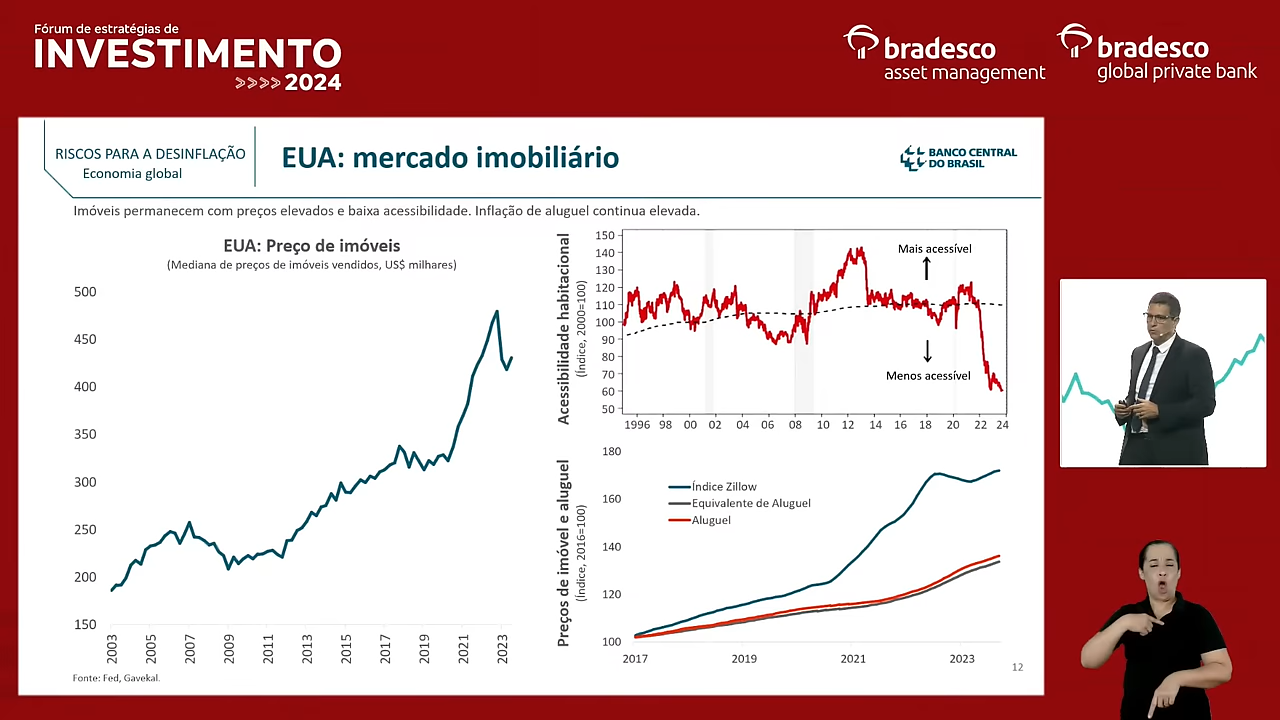 Fórum de estratégias de
INVESTIMENTO
>>>> 2024
bradesco
asset management
bradesco
global private bank
RISCOS PARA A DESINFLAÇÃO
Economia global
EUA: mercado imobiliário
BANCO CENTRAL
DO BRASIL
Imóveis permanecem com preços elevados e baixa acessibilidade. Inflação de aluguel continua elevada.
EUA: Preço de imóveis
(Mediana de preços de imóveis vendidos, US$ milhares)
500
450
400
350
300
250
200
150
2003
2005
2007
2009
2011
2013
2015
2017
2019
2021
2023
Fonte: Fed, Gavekal.
Acessibilidade habitacional
(Índice, 2000=100)
150
140
130
120
110
100
90
80
70
60
50
Mais acessível
Menos acessível
1996 98 00 02 04 06 08 10 12 14 16 18 20 22 24
Preços de imóvel e aluguel
(Índice, 2016=100)
180
160
140
120
100
Índice Zillow
Equivalente de Aluguel
Aluguel
2017 2019 2021 2023
12